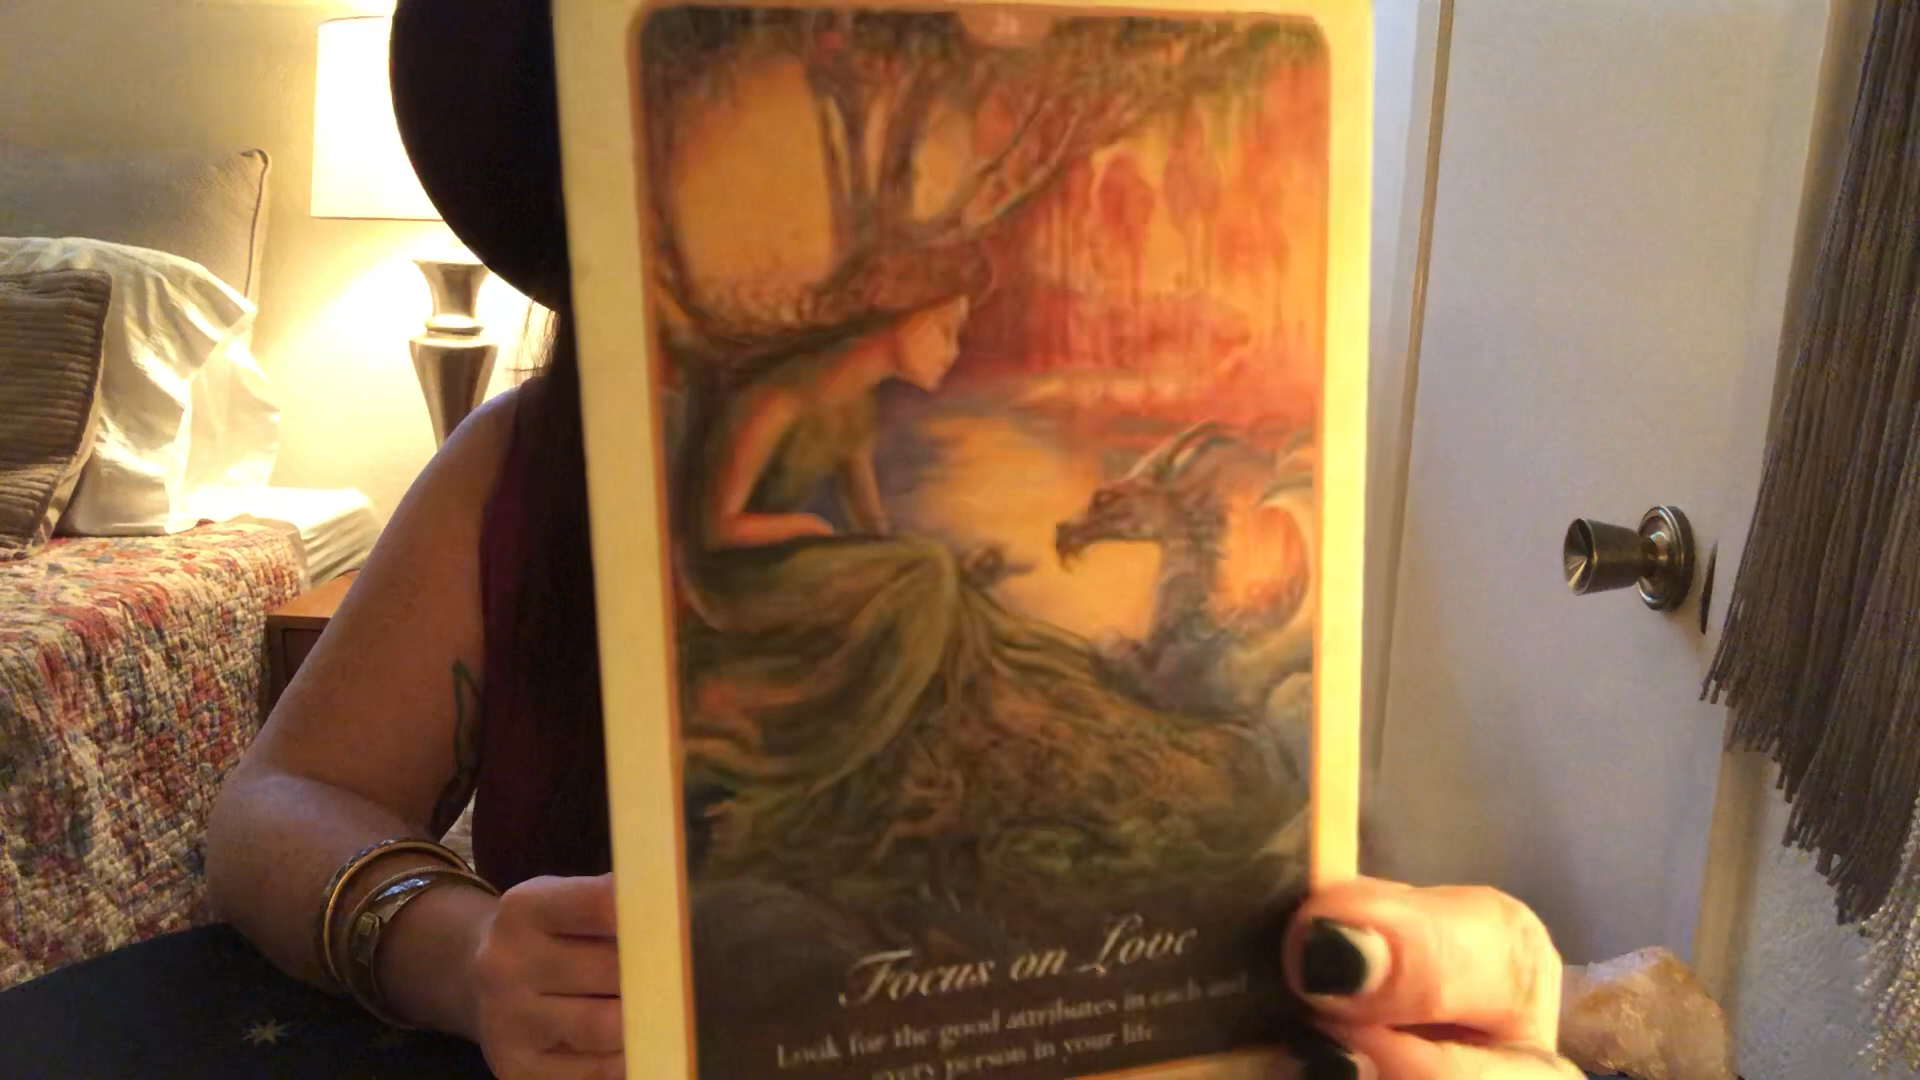 Focus on Love
Look for the good attributes in each and
every person in your life.